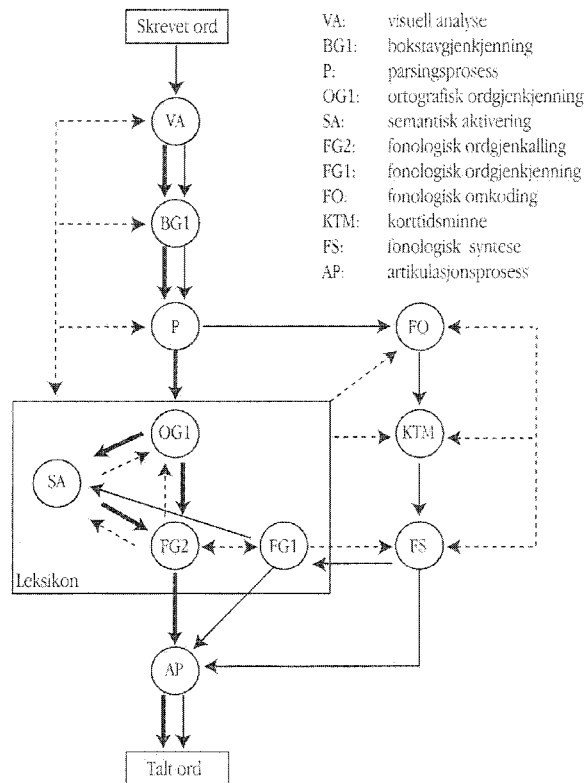 Skrevet ord
VA: visuell analyse
BG1: bokstavgjenkjenning
P: parsingsprosess
OG1: ortografisk ordgjenkjenning
SA: semantisk aktivering
FG2: fonologisk ordgjenkalling
FG1: fonologisk ordgjenkjenning
FO. fonologisk omkoding
KTM: korttidsminne
FS: fonologisk syntese
AP: artikulasjonsprosess
VA
BG1
P
FO
OG1
KTM
SA
FG2
FG1
FS
Leksikon
AP
Talt ord